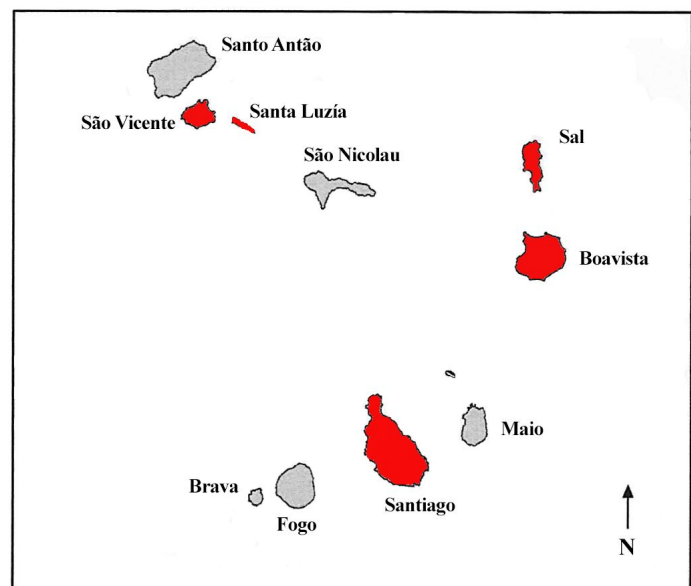 Santo Antão
São Vicente
Santa Luzía
São Nicolau
Sal
Boavista
Maio
Santiago
Brava
Fogo
N